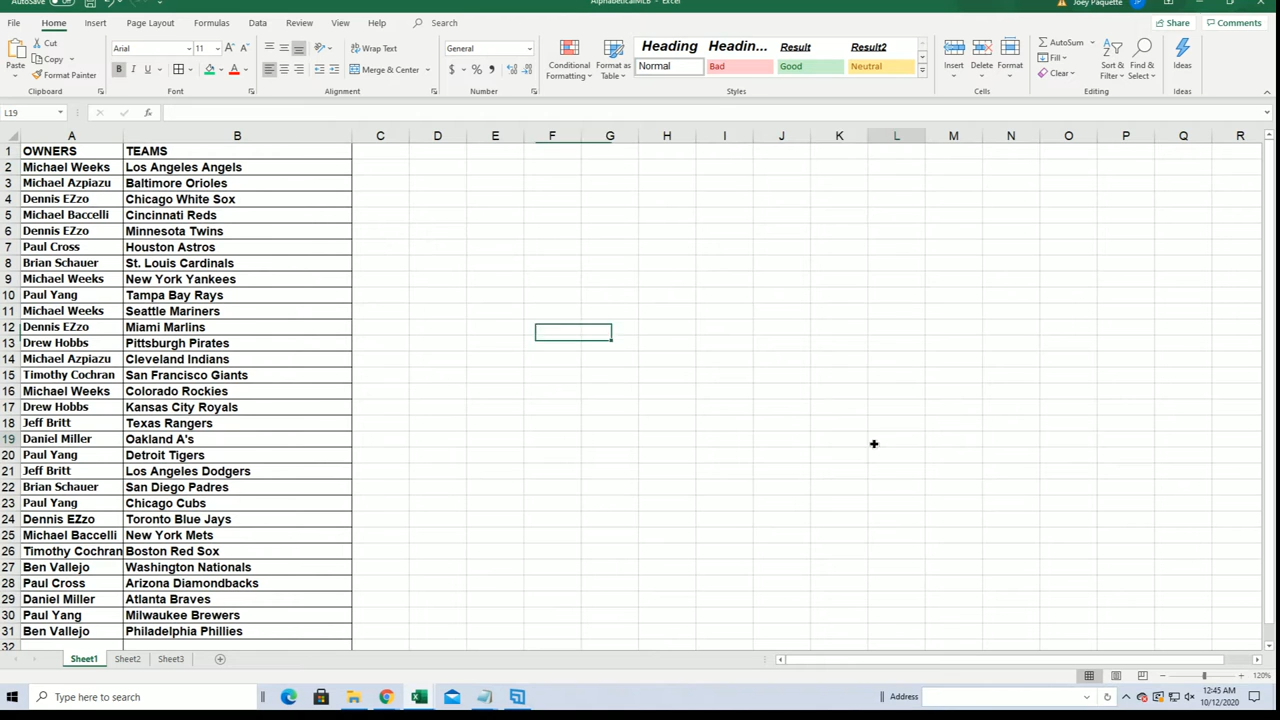 AutoSave AlphabeticalMLB - Excel Joey Paquette
File Home Insert Page Layout Formulas Data Review View Help Search Share Comments
Paste Cut Copy Format Painter Clipboard
Arial 11 B I U A Font
Wrap Text Merge & Center Alignment
General $ % , Number
Conditional Formatting Format as Table
Heading Headin... Result Result2
Normal Bad Good Neutral
Styles
Insert Delete Format Cells
AutoSum Fill Clear Sort & Filter Find & Select Editing
Ideas Ideas
L19 fx
A B C D E F G H I J K L M N O P Q R
1 OWNERS TEAMS
2 Michael Weeks Los Angeles Angels
3 Michael Azpiazu Baltimore Orioles
4 Dennis EZzo Chicago White Sox
5 Michael Baccelli Cincinnati Reds
6 Dennis EZzo Minnesota Twins
7 Paul Cross Houston Astros
8 Brian Schauer St. Louis Cardinals
9 Michael Weeks New York Yankees
10 Paul Yang Tampa Bay Rays
11 Michael Weeks Seattle Mariners
12 Dennis EZzo Miami Marlins
13 Drew Hobbs Pittsburgh Pirates
14 Michael Azpiazu Cleveland Indians
15 Timothy Cochran San Francisco Giants
16 Michael Weeks Colorado Rockies
17 Drew Hobbs Kansas City Royals
18 Jeff Britt Texas Rangers
19 Daniel Miller Oakland A's
20 Paul Yang Detroit Tigers
21 Jeff Britt Los Angeles Dodgers
22 Brian Schauer San Diego Padres
23 Paul Yang Chicago Cubs
24 Dennis EZzo Toronto Blue Jays
25 Michael Baccelli New York Mets
26 Timothy Cochran Boston Red Sox
27 Ben Vallejo Washington Nationals
28 Paul Cross Arizona Diamondbacks
29 Daniel Miller Atlanta Braves
30 Paul Yang Milwaukee Brewers
31 Ben Vallejo Philadelphia Phillies
32
Sheet1 Sheet2 Sheet3
120%
Type here to search Address 12:45 AM
10/12/2020